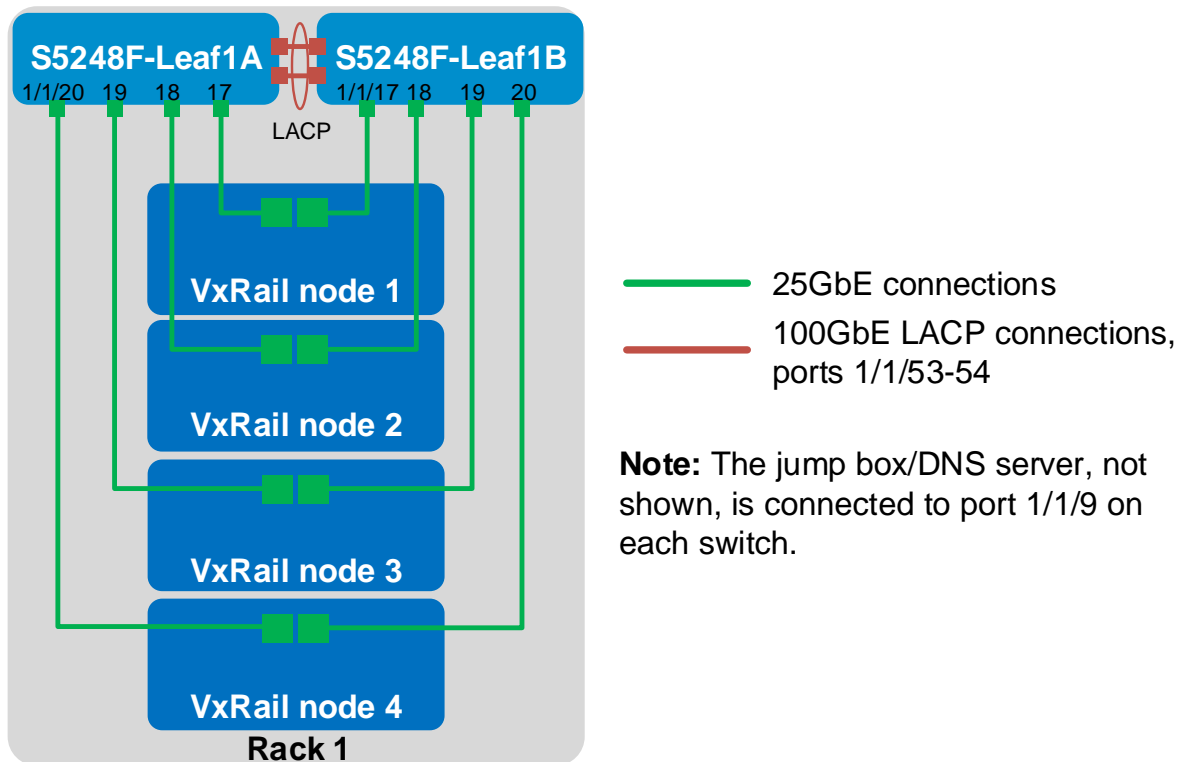 S5248F-Leaf1A
S5248F-Leaf1B
1/1/20 19 18 17
1/1/17 18 19 20
LACP
VxRail node 1
VxRail node 2
VxRail node 3
VxRail node 4
Rack 1
25GbE connections
100GbE LACP connections,
ports 1/1/53-54
Note: The jump box/DNS server, not
shown, is connected to port 1/1/9 on
each switch.